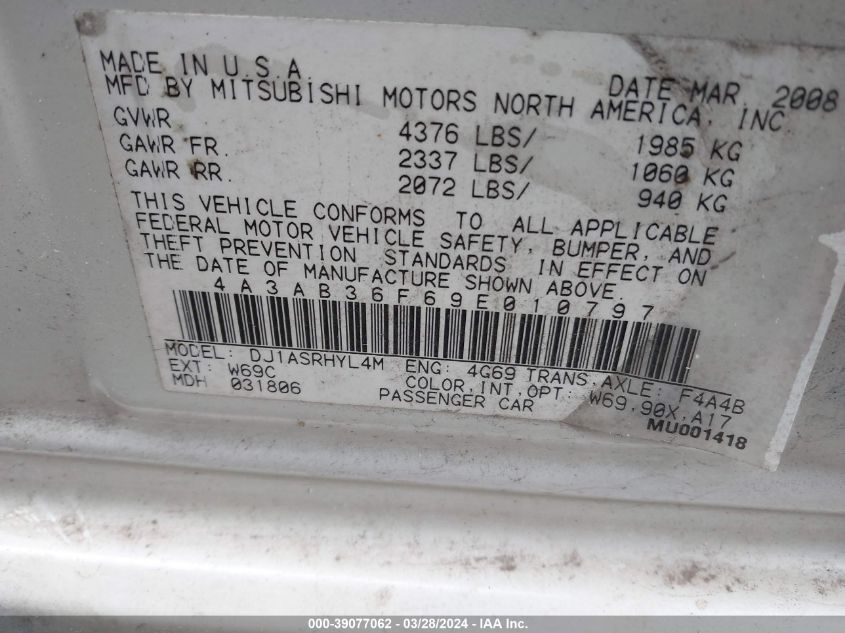 MADE IN U.S.A DATE MAR 2008
MFD BY MITSUBISHI MOTORS NORTH AMERICA, INC
GVWR 4376 LBS/ 1985 KG
GAWR FR. 2337 LBS/ 1060 KG
GAWR RR. 2072 LBS/ 940 KG
THIS VEHICLE CONFORMS TO ALL APPLICABLE
FEDERAL MOTOR VEHICLE SAFETY, BUMPER, AND
THEFT PREVENTION STANDARDS IN EFFECT ON
THE DATE OF MANUFACTURE SHOWN ABOVE.
4A3AB36F69E010797
MODEL: DJ1ASRHYL4M ENG: 4G69 TRANS.AXLE: F4A4B
EXT: W69C COLOR,INT,OPT: W69,90X,A17
MDH 031806 PASSENGER CAR
MU001418
000-39077062 - 03/28/2024 - IAA Inc.